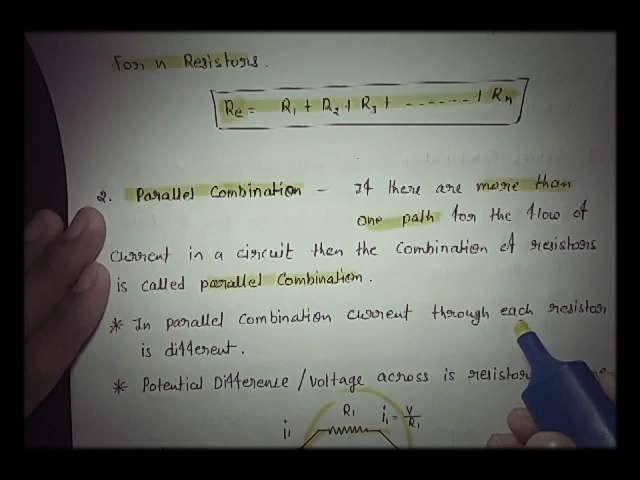 For n Resistors.
Re = R1 + R2 + R3 + ....... + Rn
2. Parallel Combination - If there are more than
one path for the flow of
current in a circuit then the combination of resistors
is called parallel Combination.
* In parallel combination current through each resistor
is different.
* Potential Difference / voltage across is resistor
R1
i1
i1 = V/R1